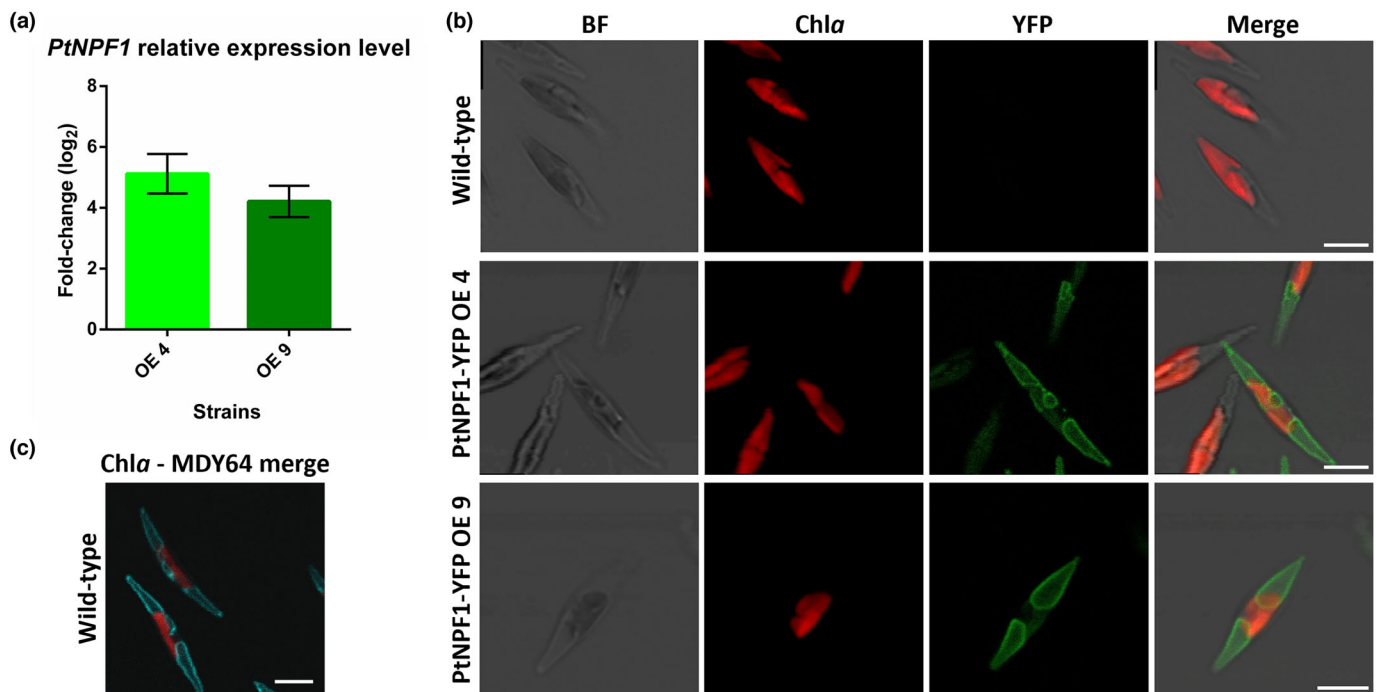 (a)
PtNPF1 relative expression level
Fold-change (log₂)
8
6
4
2
0
OE 4
OE 9
Strains
(b)
BF
Chla
YFP
Merge
Wild-type
PtNPF1-YFP OE 4
PtNPF1-YFP OE 9
(c)
Chla - MDY64 merge
Wild-type